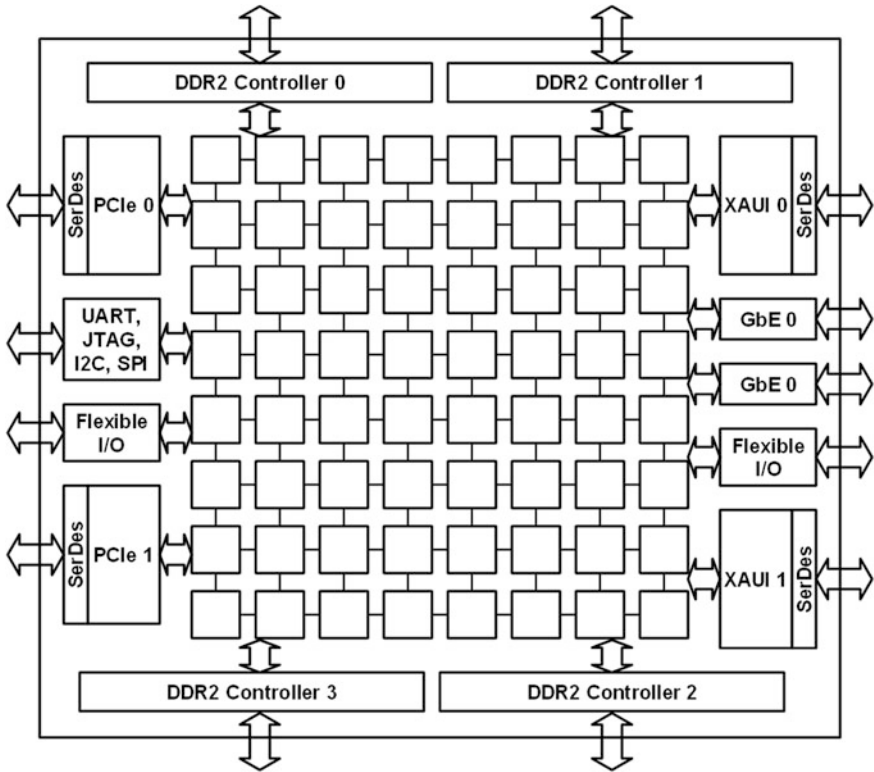 DDR2 Controller 0
DDR2 Controller 1
SerDes
PCIe 0
XAUI 0
SerDes
UART,
JTAG,
I2C, SPI
GbE 0
GbE 0
Flexible
I/O
Flexible
I/O
SerDes
PCIe 1
XAUI 1
SerDes
DDR2 Controller 3
DDR2 Controller 2